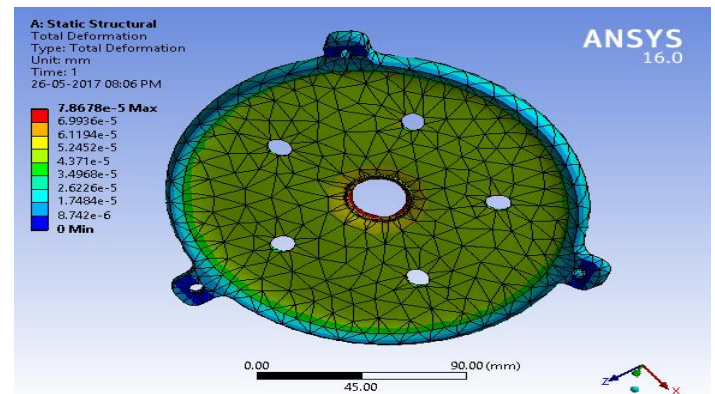 A: Static Structural
Total Deformation
Type: Total Deformation
Unit: mm
Time: 1
26-05-2017 08:06 PM
7.8678e-5 Max
6.9936e-5
6.1194e-5
5.2452e-5
4.371e-5
3.4968e-5
2.6226e-5
1.7484e-5
8.742e-6
0 Min
ANSYS
16.0
0.00
90.00 (mm)
45.00
Z
X